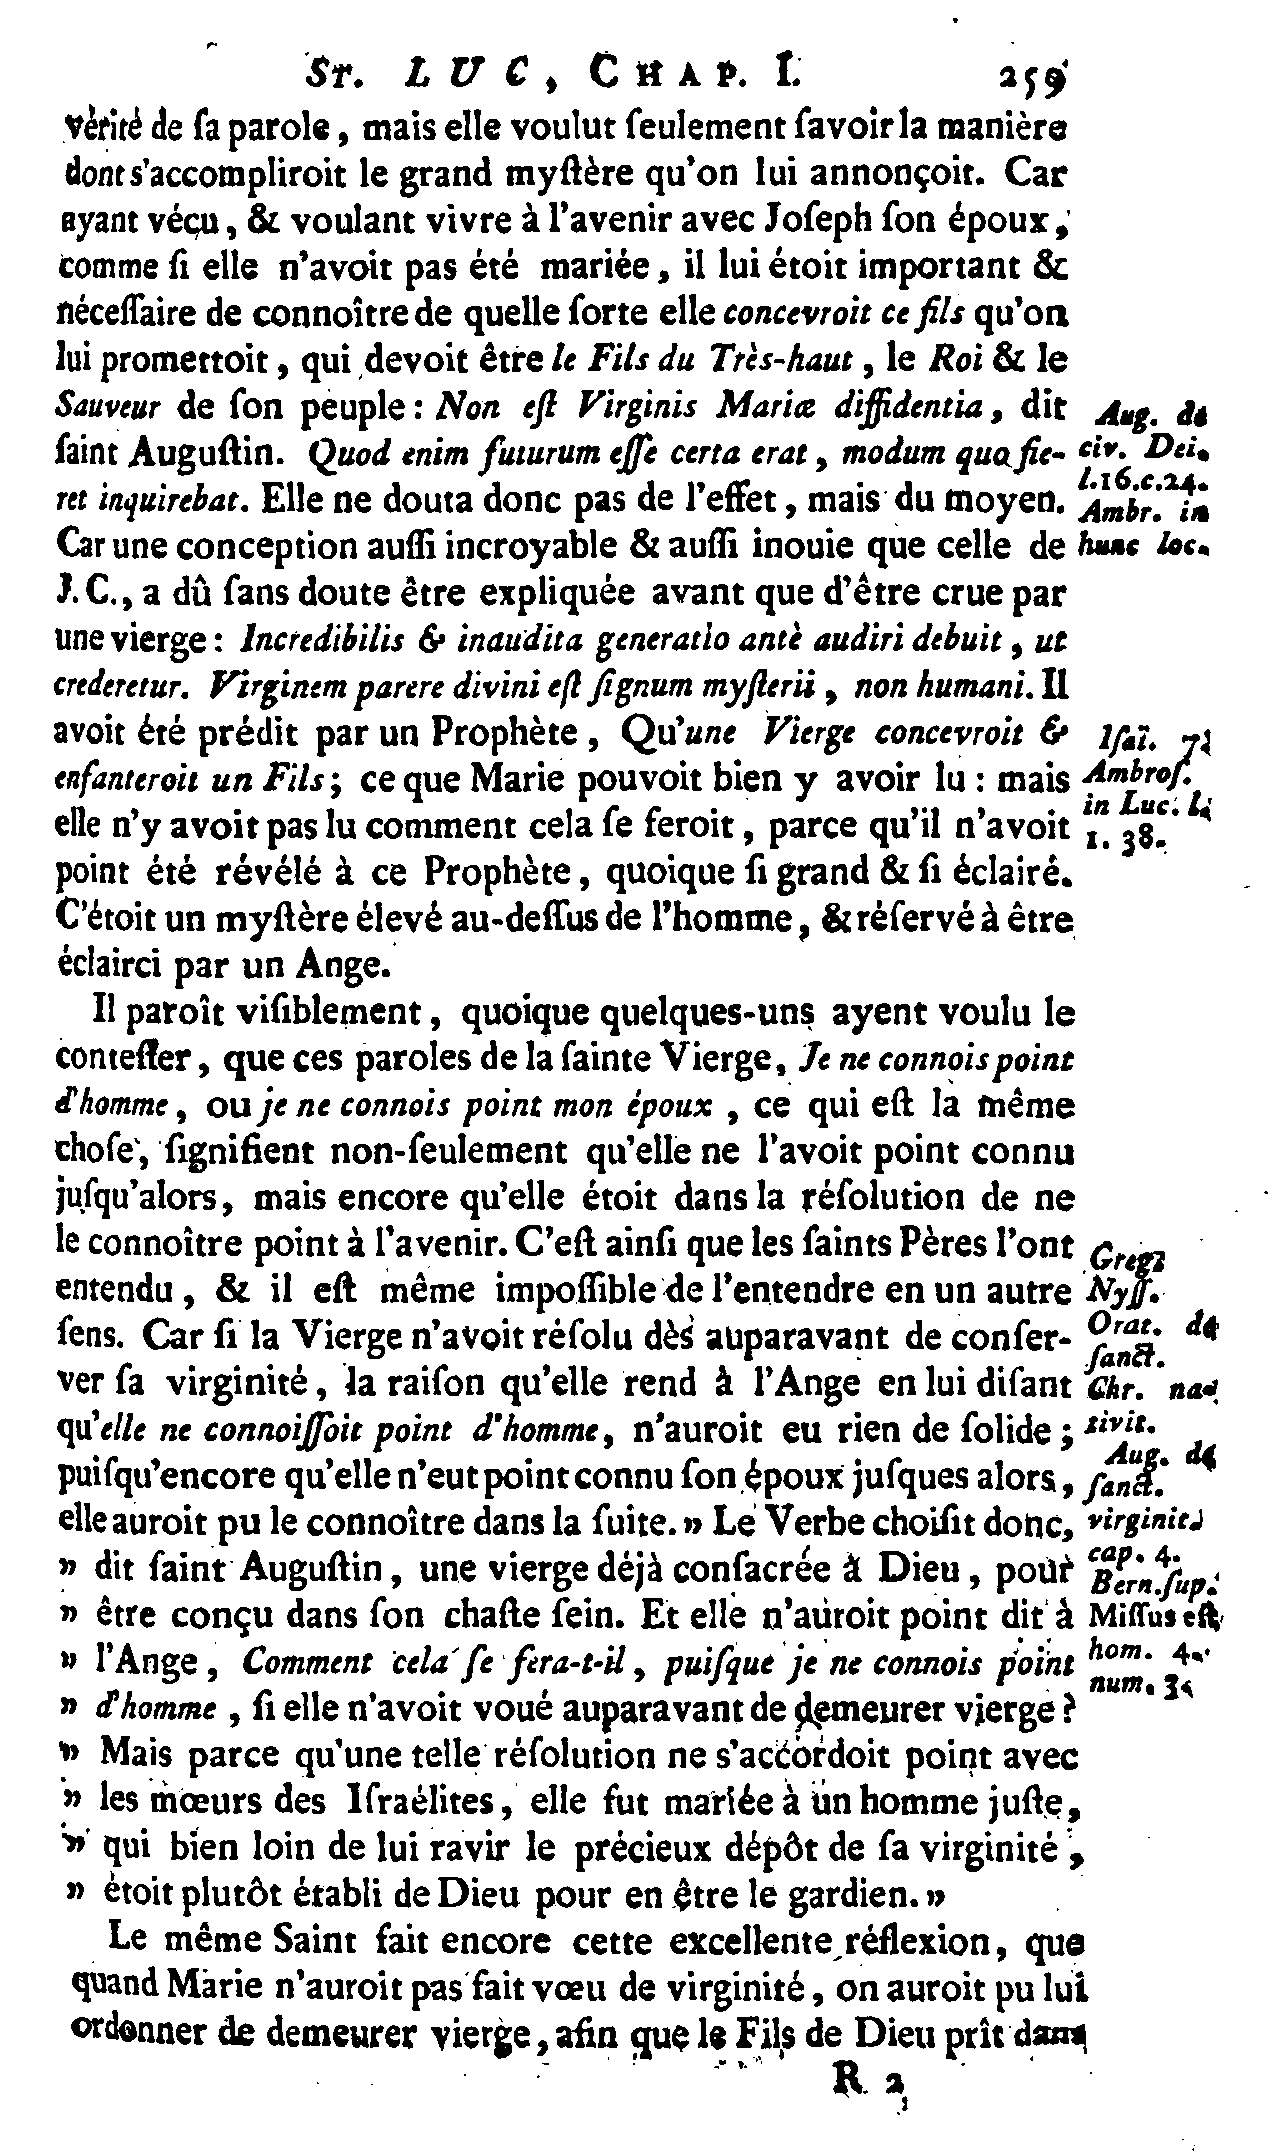 St. LUC, CHAP. I. 259
vérité de ſa parole, mais elle voulut ſeulement ſavoir la manière
dont s'accompliroit le grand myſtère qu'on lui annonçoit. Car
ayant véçu, & voulant vivre à l'avenir avec Joſeph ſon époux,
comme ſi elle n'avoit pas été mariée, il lui étoit important &
néceſſaire de connoître de quelle ſorte elle concevroit ce fils qu'on
lui promettoit, qui devoit être le Fils du Très-haut, le Roi & le
Sauveur de ſon peuple : Non eſt Virginis Mariæ diffidentia, dit
ſaint Auguſtin. Quod enim futurum eſſe certa erat, modum quo fie-
ret inquirebat. Elle ne douta donc pas de l'effet, mais du moyen.
Car une conception auſſi incroyable & auſſi inouie que celle de
J. C., a dû ſans doute être expliquée avant que d'être crue par
une vierge : Incredibilis & inaudita generatio antè audiri debuit, ut
crederetur. Virginem parere divini eſt ſignum myſterii, non humani. Il
avoit été prédit par un Prophète, Qu'une Vierge concevroit &
enfanteroit un Fils ; ce que Marie pouvoit bien y avoir lu : mais
elle n'y avoit pas lu comment cela ſe feroit, parce qu'il n'avoit
point été révélé à ce Prophète, quoique ſi grand & ſi éclairé.
C'étoit un myſtère élevé au-deſſus de l'homme, & réſervé à être
éclairci par un Ange.
Il paroît viſiblement, quoique quelques-uns ayent voulu le
conteſter, que ces paroles de la ſainte Vierge, Je ne connois point
d'homme, ou je ne connois point mon époux, ce qui eſt la même
choſe, ſignifient non-ſeulement qu'elle ne l'avoit point connu
juſqu'alors, mais encore qu'elle étoit dans la réſolution de ne
le connoître point à l'avenir. C'eſt ainſi que les ſaints Pères l'ont
entendu, & il eſt même impoſſible de l'entendre en un autre
ſens. Car ſi la Vierge n'avoit réſolu dès auparavant de conſer-
ver ſa virginité, la raiſon qu'elle rend à l'Ange en lui diſant
qu'elle ne connoiſſoit point d'homme, n'auroit eu rien de ſolide ;
puiſqu'encore qu'elle n'eut point connu ſon époux juſques alors,
elle auroit pu le connoître dans la ſuite. » Le Verbe choiſit donc,
» dit ſaint Auguſtin, une vierge déjà conſacrée à Dieu, pour
» être conçu dans ſon chaſte ſein. Et elle n'auroit point dit à
» l'Ange, Comment cela ſe fera-t-il, puiſque je ne connois point
» d'homme, ſi elle n'avoit voué auparavant de demeurer vierge ?
» Mais parce qu'une telle réſolution ne s'accordoit point avec
» les mœurs des Iſraélites, elle fut mariée à un homme juſte,
» qui bien loin de lui ravir le précieux dépôt de ſa virginité,
» étoit plutôt établi de Dieu pour en être le gardien. »
Le même Saint fait encore cette excellente réflexion, que
quand Marie n'auroit pas fait vœu de virginité, on auroit pu lui
ordonner de demeurer vierge, afin que le Fils de Dieu prît dans
R 2
Aug. de
civ. Dei.
l.16.c.24.
Ambr. in
hunc loc.
Iſaï. 7.
Ambroſ.
in Luc. l.
1. 38.
Greg.
Nyſſ.
Orat. de
ſanct.
Chr. na-
tivit.
Aug. de
ſanct.
virginit.
cap. 4.
Bern. ſup.
Miſſus eſt,
hom. 4.
num. 3.